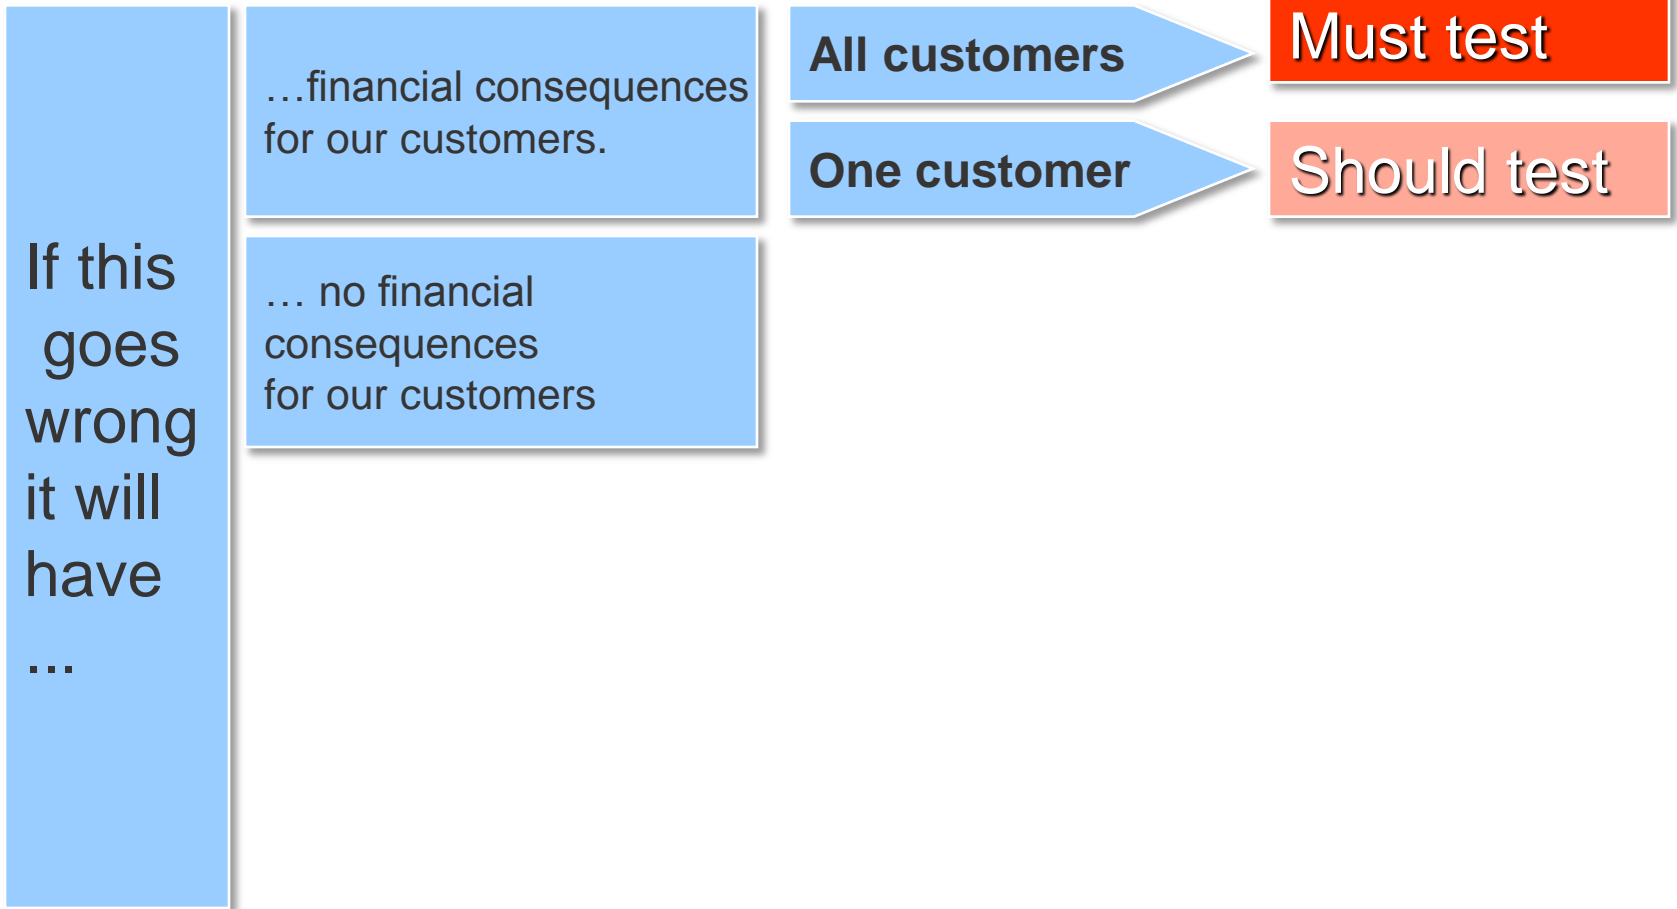 If this
goes
wrong
it will
have
...
…financial consequences
for our customers.
All customers
Must test
One customer
Should test
… no financial
consequences
for our customers